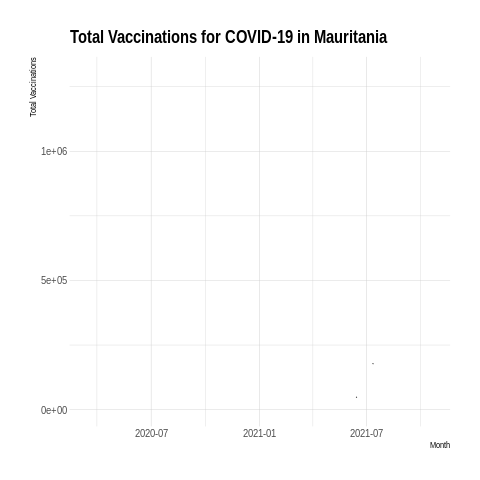 Total Vaccinations for COVID-19 in Mauritania
Total Vaccinations
1e+06
5e+05
0e+00
2020-07 2021-01 2021-07
Month